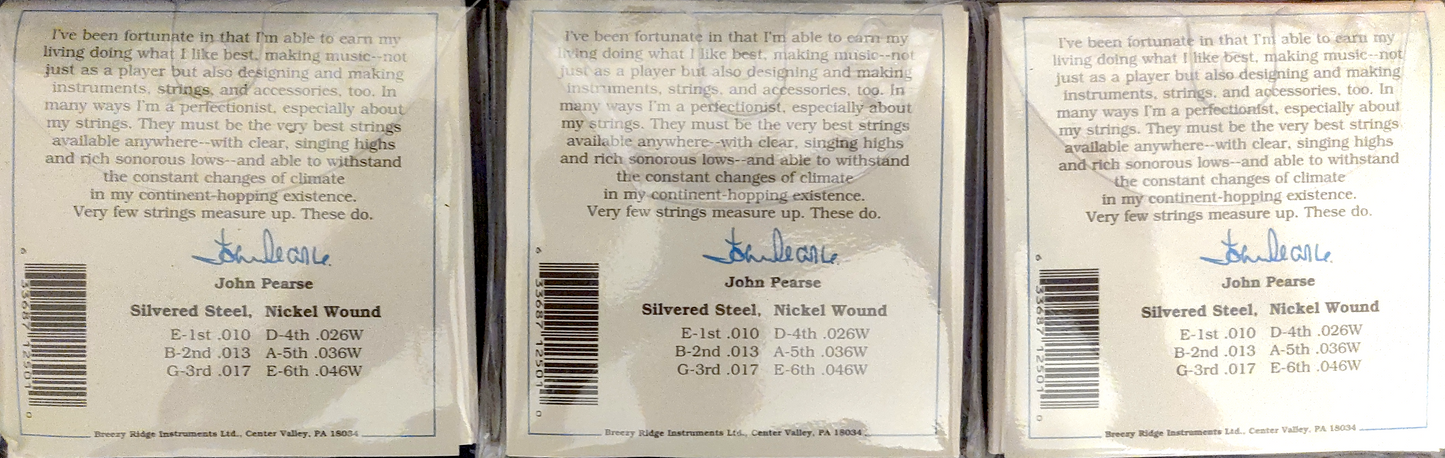 I've been fortunate in that I'm able to earn my
living doing what I like best, making music--not
just as a player but also designing and making
instruments, strings, and accessories, too. In
many ways I'm a perfectionist, especially about
my strings. They must be the very best strings
available anywhere--with clear, singing highs
and rich sonorous lows--and able to withstand
the constant changes of climate
in my continent-hopping existence.
Very few strings measure up. These do.
John Pearse
John Pearse
Silvered Steel, Nickel Wound
E-1st .010 D-4th .026W
B-2nd .013 A-5th .036W
G-3rd .017 E-6th .046W
6 33687 12501 0
Breezy Ridge Instruments Ltd., Center Valley, PA 18034
I've been fortunate in that I'm able to earn my
living doing what I like best, making music--not
just as a player but also designing and making
instruments, strings, and accessories, too. In
many ways I'm a perfectionist, especially about
my strings. They must be the very best strings
available anywhere--with clear, singing highs
and rich sonorous lows--and able to withstand
the constant changes of climate
in my continent-hopping existence.
Very few strings measure up. These do.
John Pearse
John Pearse
Silvered Steel, Nickel Wound
E-1st .010 D-4th .026W
B-2nd .013 A-5th .036W
G-3rd .017 E-6th .046W
6 33687 12501 0
Breezy Ridge Instruments Ltd., Center Valley, PA 18034
I've been fortunate in that I'm able to earn my
living doing what I like best, making music--not
just as a player but also designing and making
instruments, strings, and accessories, too. In
many ways I'm a perfectionist, especially about
my strings. They must be the very best strings
available anywhere--with clear, singing highs
and rich sonorous lows--and able to withstand
the constant changes of climate
in my continent-hopping existence.
Very few strings measure up. These do.
John Pearse
John Pearse
Silvered Steel, Nickel Wound
E-1st .010 D-4th .026W
B-2nd .013 A-5th .036W
G-3rd .017 E-6th .046W
6 33687 12501 0
Breezy Ridge Instruments Ltd., Center Valley, PA 18034